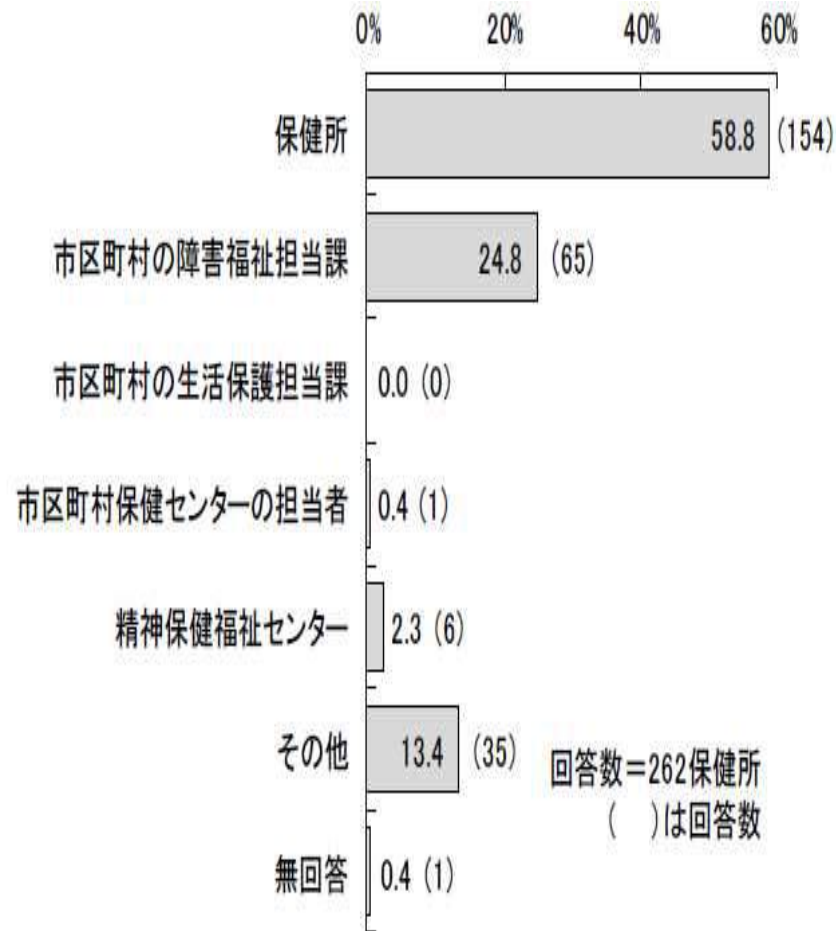 0% 20% 40% 60%
保健所 58.8 (154)
市区町村の障害福祉担当課 24.8 (65)
市区町村の生活保護担当課 0.0 (0)
市区町村保健センターの担当者 0.4 (1)
精神保健福祉センター 2.3 (6)
その他 13.4 (35)
回答数=262保健所
( )は回答数
無回答 0.4 (1)